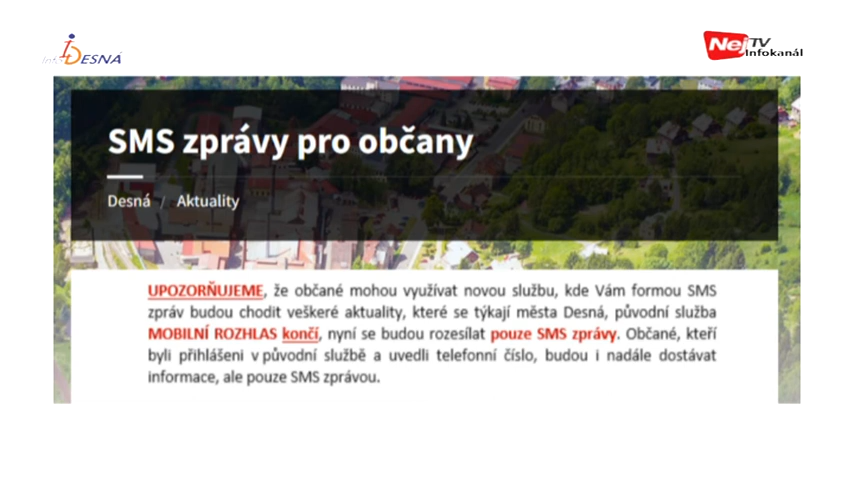 Info DESNÁ
Nej TV
Infokanál
SMS zprávy pro občany
Desná / Aktuality
UPOZORŇUJEME, že občané mohou využívat novou službu, kde Vám formou SMS
zpráv budou chodit veškeré aktuality, které se týkají města Desná, původní služba
MOBILNÍ ROZHLAS končí, nyní se budou rozesílat pouze SMS zprávy. Občané, kteří
byli přihlášeni v původní službě a uvedli telefonní číslo, budou i nadále dostávat
informace, ale pouze SMS zprávou.